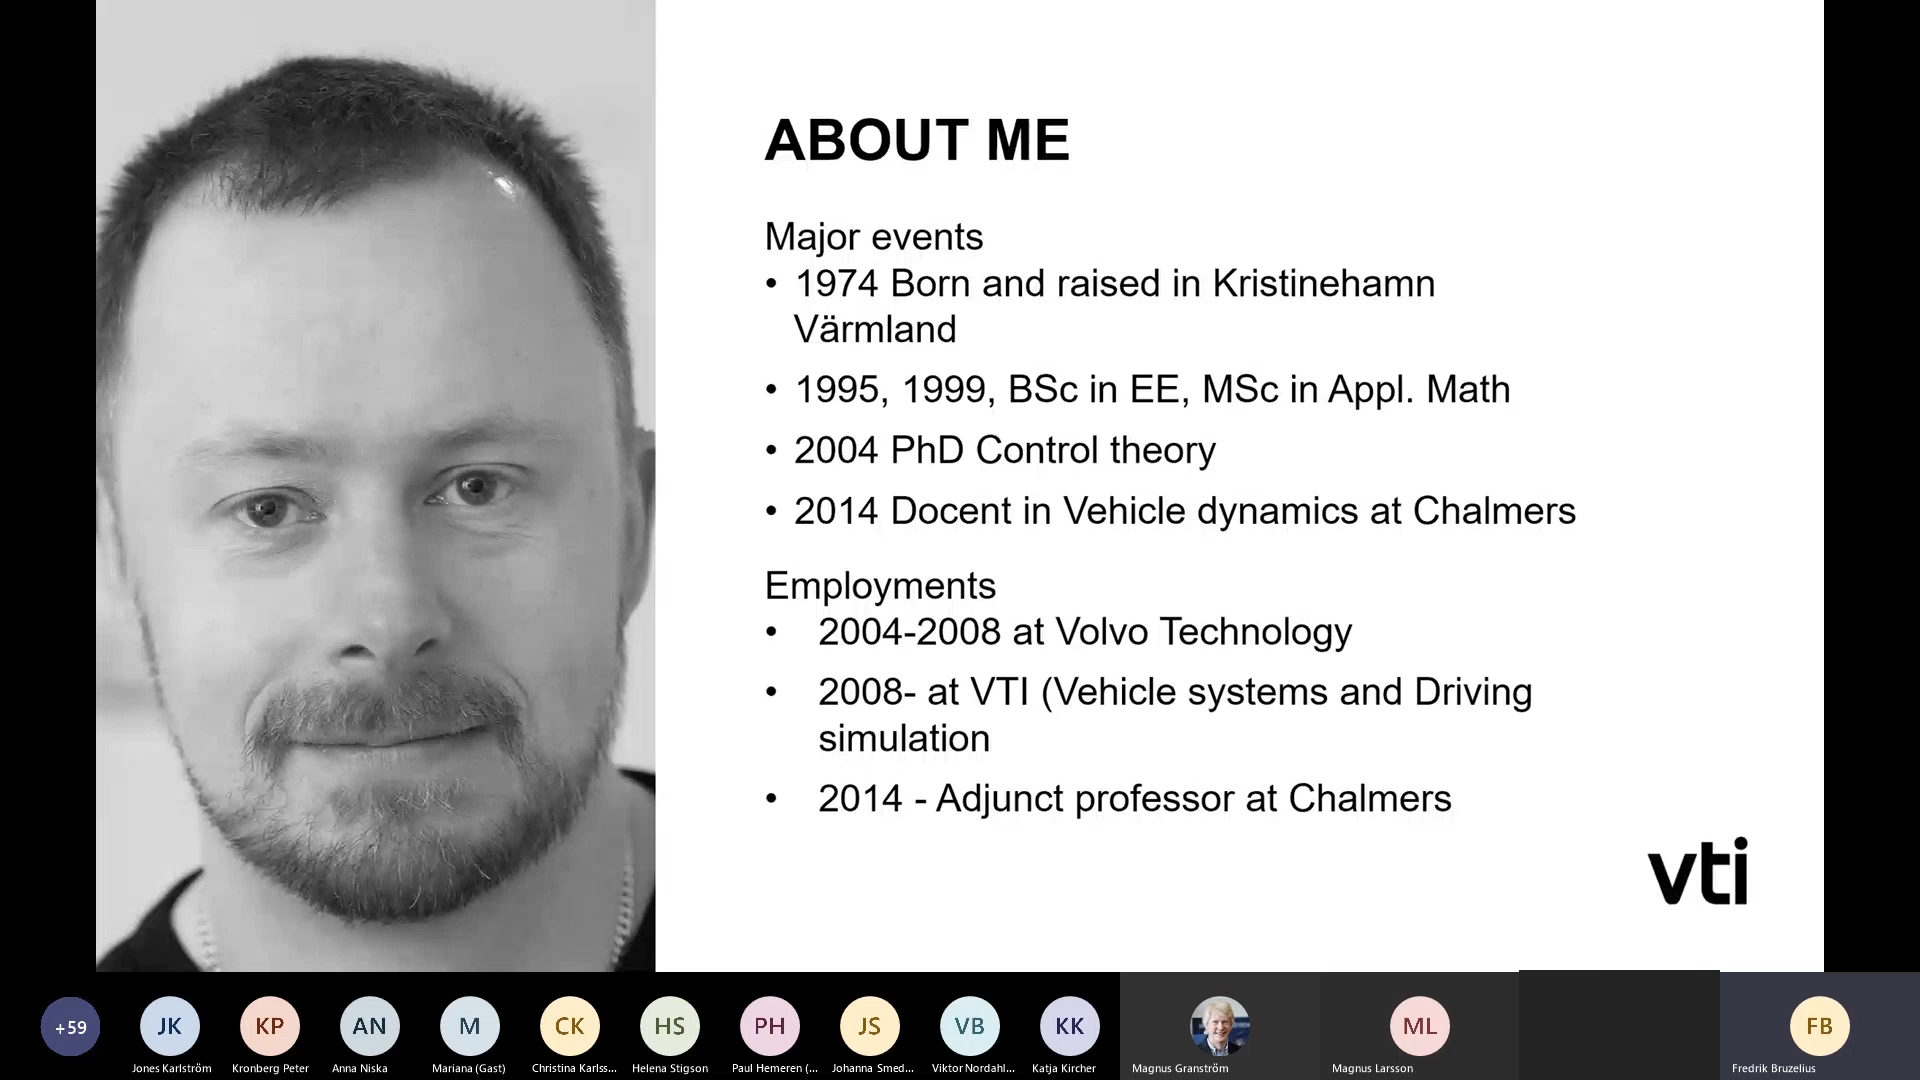 ABOUT ME
Major events
• 1974 Born and raised in Kristinehamn
Värmland
• 1995, 1999, BSc in EE, MSc in Appl. Math
• 2004 PhD Control theory
• 2014 Docent in Vehicle dynamics at Chalmers
Employments
• 2004-2008 at Volvo Technology
• 2008- at VTI (Vehicle systems and Driving
simulation
• 2014 - Adjunct professor at Chalmers
vti
+59 JK KP AN M CK HS PH JS VB KK ML FB
Jones Karlström Kronberg Peter Anna Niska Mariana (Gast) Christina Karlss... Helena Stigson Paul Hemeren (... Johanna Smed... Viktor Nordahl... Katja Kircher Magnus Granström Magnus Larsson Fredrik Bruzelius